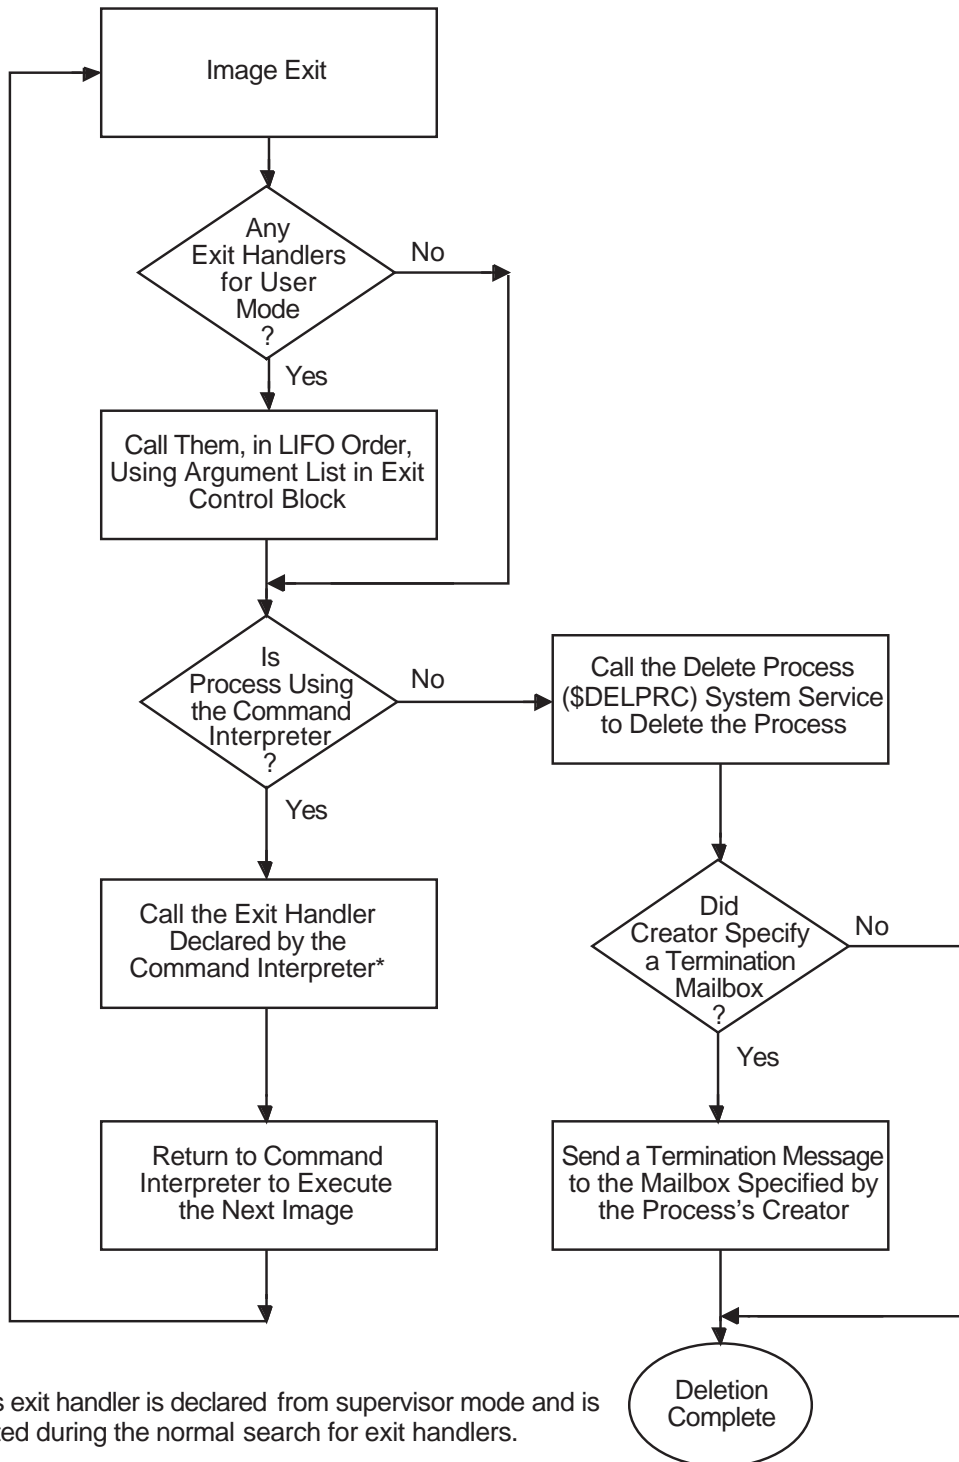 Image Exit
Any
Exit Handlers
for User
Mode
?
No
Yes
Call Them, in LIFO Order,
Using Argument List in Exit
Control Block
Is
Process Using
the Command
Interpreter
?
No
Yes
Call the Delete Process
($DELPRC) System Service
to Delete the Process
Call the Exit Handler
Declared by the
Command Interpreter*
Did
Creator Specify
a Termination
Mailbox
?
No
Yes
Return to Command
Interpreter to Execute
the Next Image
Send a Termination Message
to the Mailbox Specified by
the Process's Creator
Deletion
Complete
exit handler is declared from supervisor mode and is
during the normal search for exit handlers.